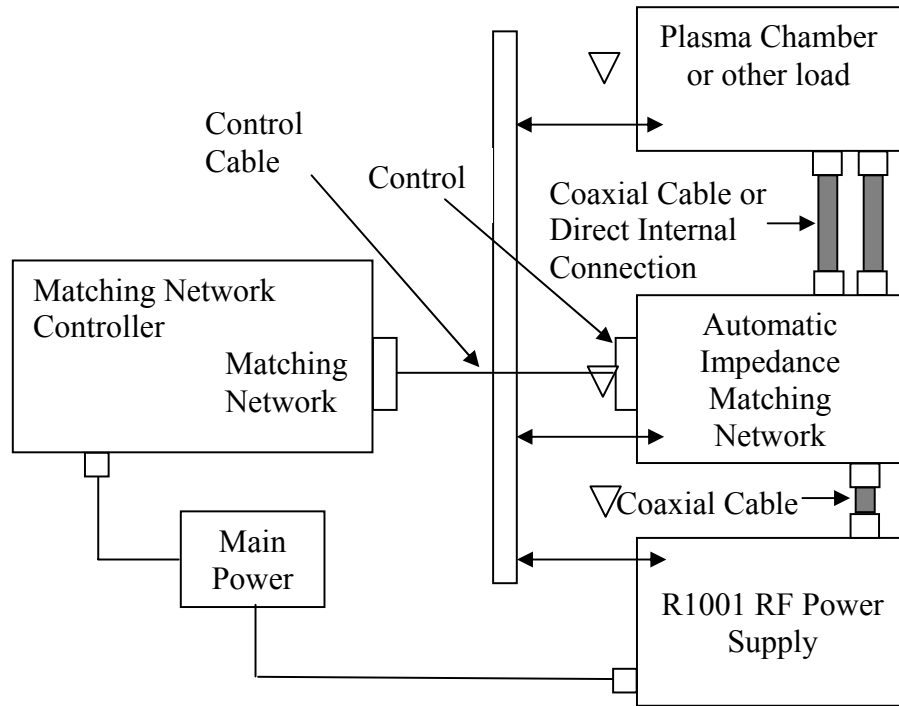 Plasma Chamber
or other load
Control
Cable
Control
Coaxial Cable or
Direct Internal
Connection
Matching Network
Controller
Matching
Network
Automatic
Impedance
Matching
Network
Coaxial Cable
Main
Power
R1001 RF Power
Supply